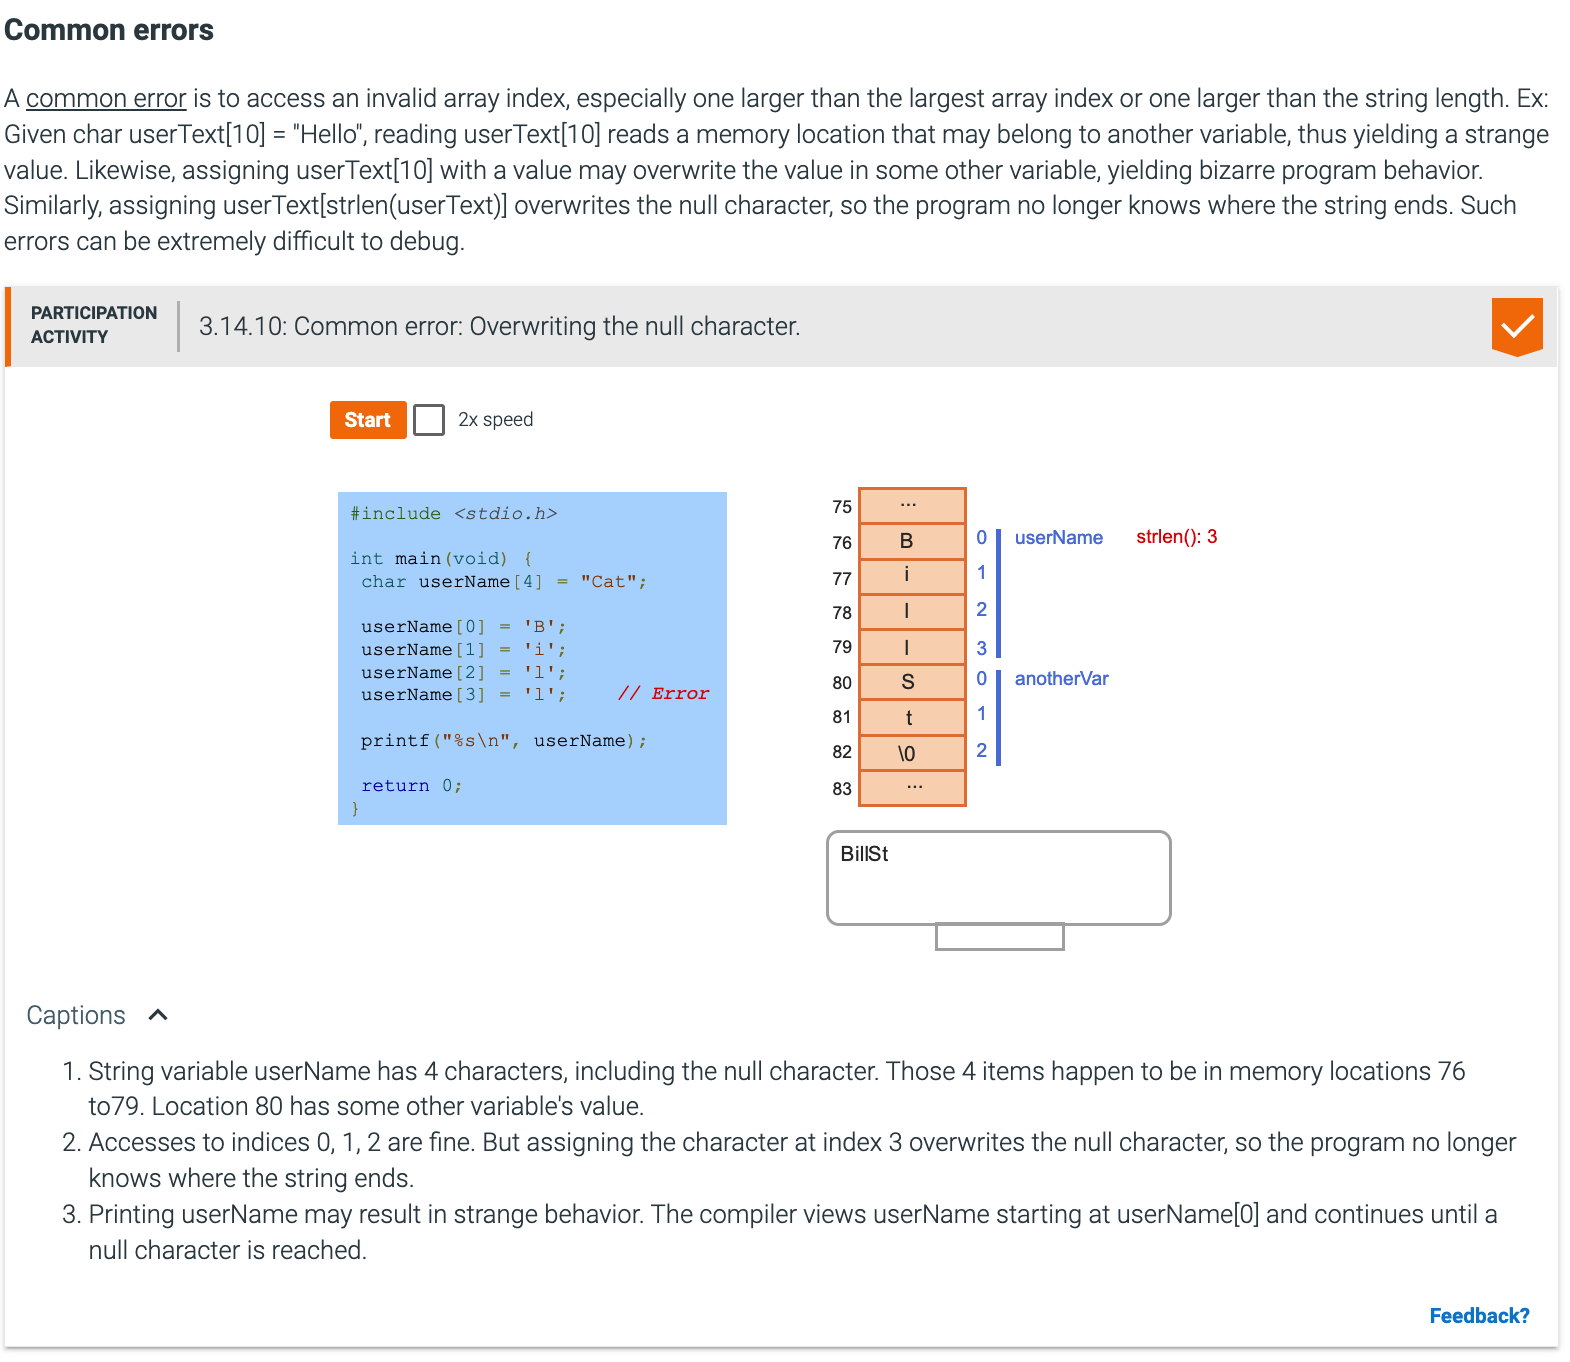 Common errors
A common error is to access an invalid array index, especially one larger than the largest array index or one larger than the string length. Ex:
Given char userText[10] = "Hello", reading userText[10] reads a memory location that may belong to another variable, thus yielding a strange
value. Likewise, assigning userText[10] with a value may overwrite the value in some other variable, yielding bizarre program behavior.
Similarly, assigning userText[strlen(userText)] overwrites the null character, so the program no longer knows where the string ends. Such
errors can be extremely difficult to debug.
PARTICIPATION
ACTIVITY
3.14.10: Common error: Overwriting the null character.
Start 2x speed
#include <stdio.h>
int main(void) {
char userName[4] = "Cat";
userName[0] = 'B';
userName[1] = 'i';
userName[2] = 'l';
userName[3] = 'l'; // Error
printf("%s\n", userName);
return 0;
}
75 ...
76 B 0 userName strlen(): 3
77 i 1
78 l 2
79 l 3
80 S 0 anotherVar
81 t 1
82 \0 2
83 ...
BillSt
Captions
1. String variable userName has 4 characters, including the null character. Those 4 items happen to be in memory locations 76
to79. Location 80 has some other variable's value.
2. Accesses to indices 0, 1, 2 are fine. But assigning the character at index 3 overwrites the null character, so the program no longer
knows where the string ends.
3. Printing userName may result in strange behavior. The compiler views userName starting at userName[0] and continues until a
null character is reached.
Feedback?